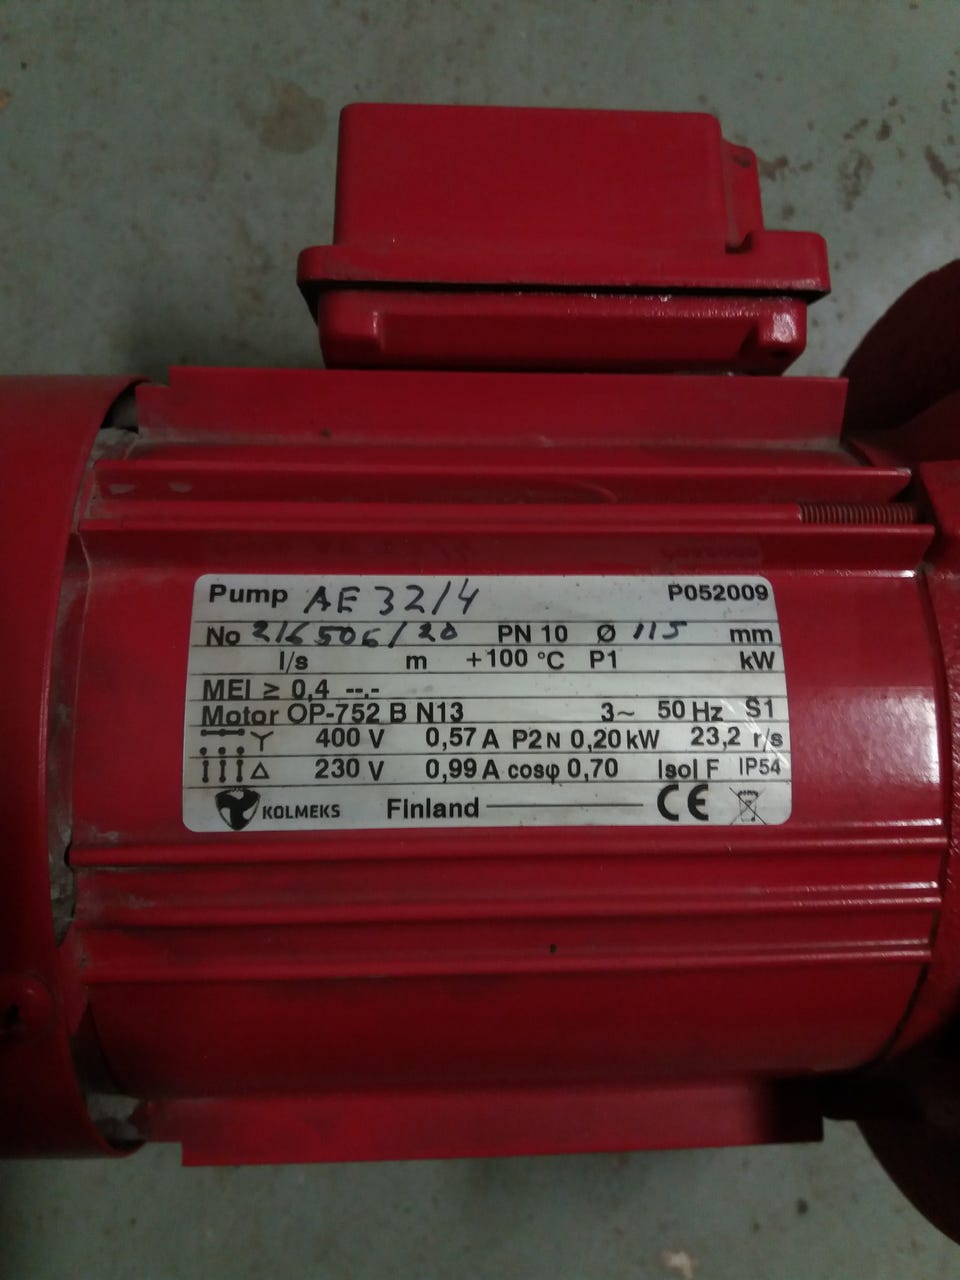 Pump AE 32/4 P052009
No 216506/20 PN 10 Ø 115 mm
l/s m +100 °C P1 kW
MEI ≥ 0,4 --,-
Motor OP-752 B N13 3~ 50 Hz S1
Y 400 V 0,57 A P2N 0,20 kW 23,2 r/s
△ 230 V 0,99 A cosφ 0,70 Isol F IP54
KOLMEKS Finland CE